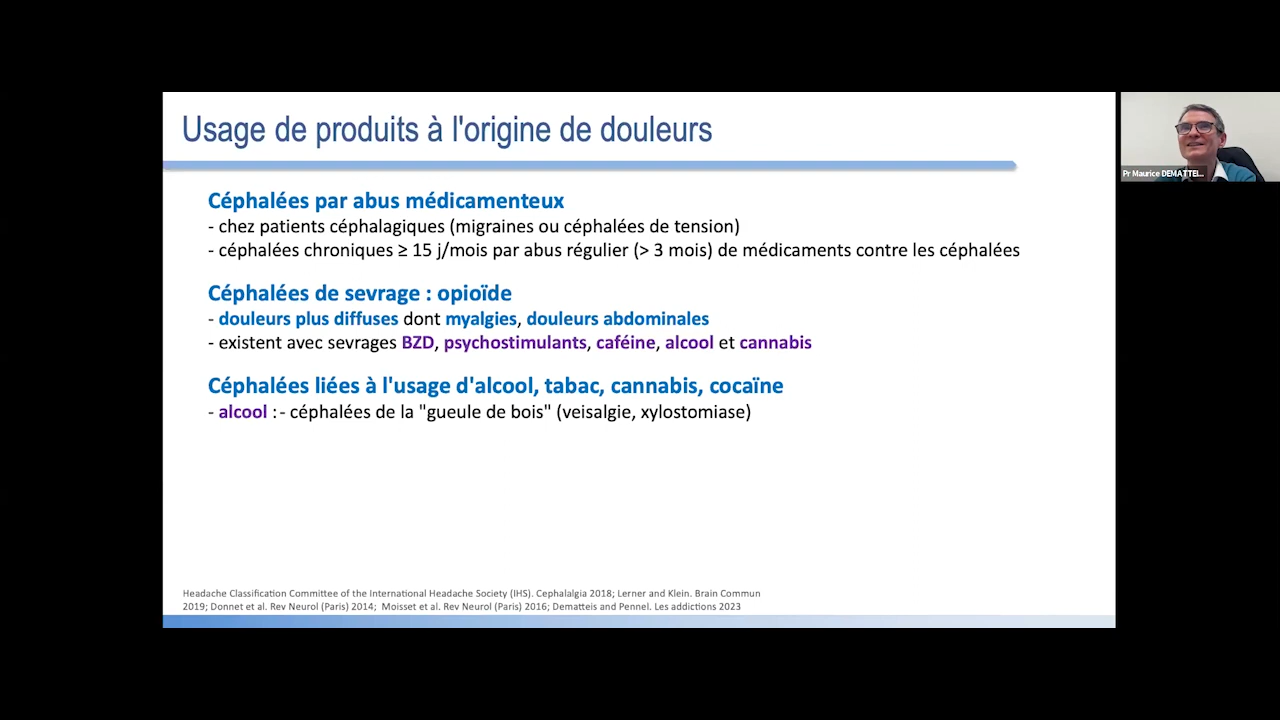 Usage de produits à l'origine de douleurs
Céphalées par abus médicamenteux
- chez patients céphalagiques (migraines ou céphalées de tension)
- céphalées chroniques ≥ 15 j/mois par abus régulier (> 3 mois) de médicaments contre les céphalées
Céphalées de sevrage : opioïde
- douleurs plus diffuses dont myalgies, douleurs abdominales
- existent avec sevrages BZD, psychostimulants, caféine, alcool et cannabis
Céphalées liées à l'usage d'alcool, tabac, cannabis, cocaïne
- alcool : - céphalées de la "gueule de bois" (veisalgie, xylostomiase)
Headache Classification Committee of the International Headache Society (IHS). Cephalalgia 2018; Lerner and Klein. Brain Commun
2019; Donnet et al. Rev Neurol (Paris) 2014; Moisset et al. Rev Neurol (Paris) 2016; Dematteis and Pennel. Les addictions 2023
Pr Maurice DEMATTEI...